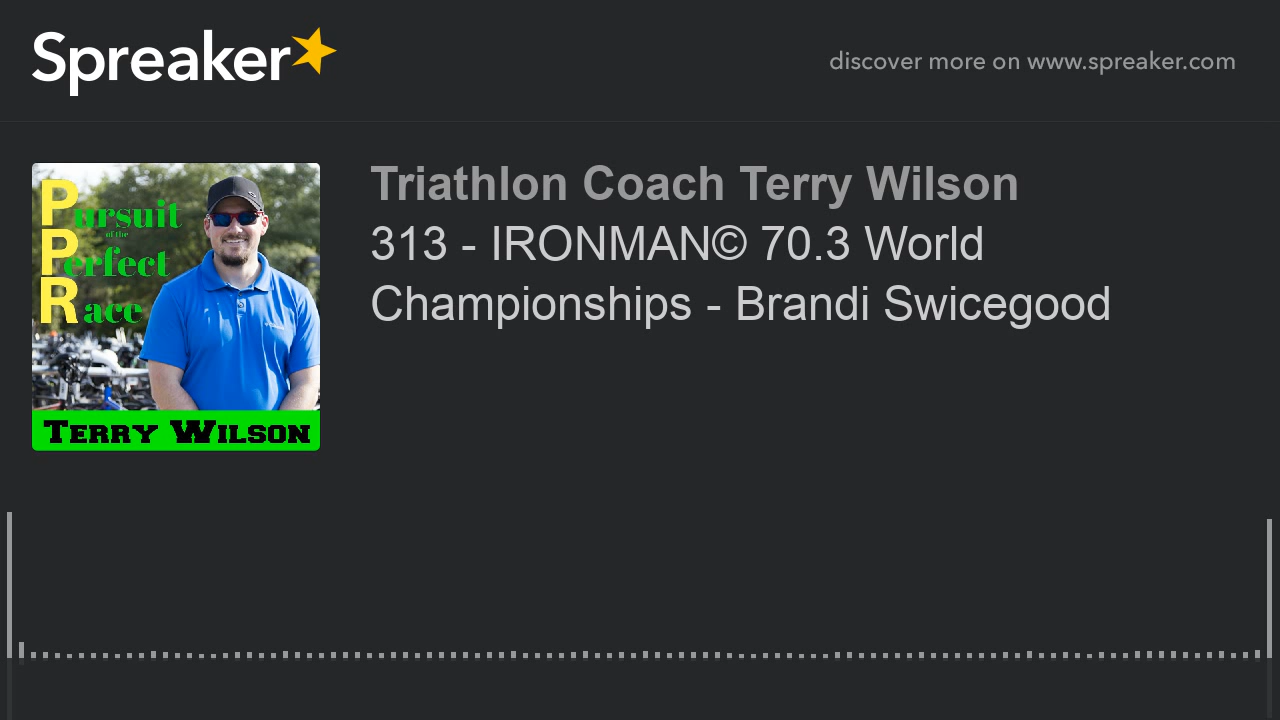 Spreaker
discover more on www.spreaker.com
Pursuit
of the
Perfect
Race
TERRY WILSON
Triathlon Coach Terry Wilson
313 - IRONMAN© 70.3 World
Championships - Brandi Swicegood